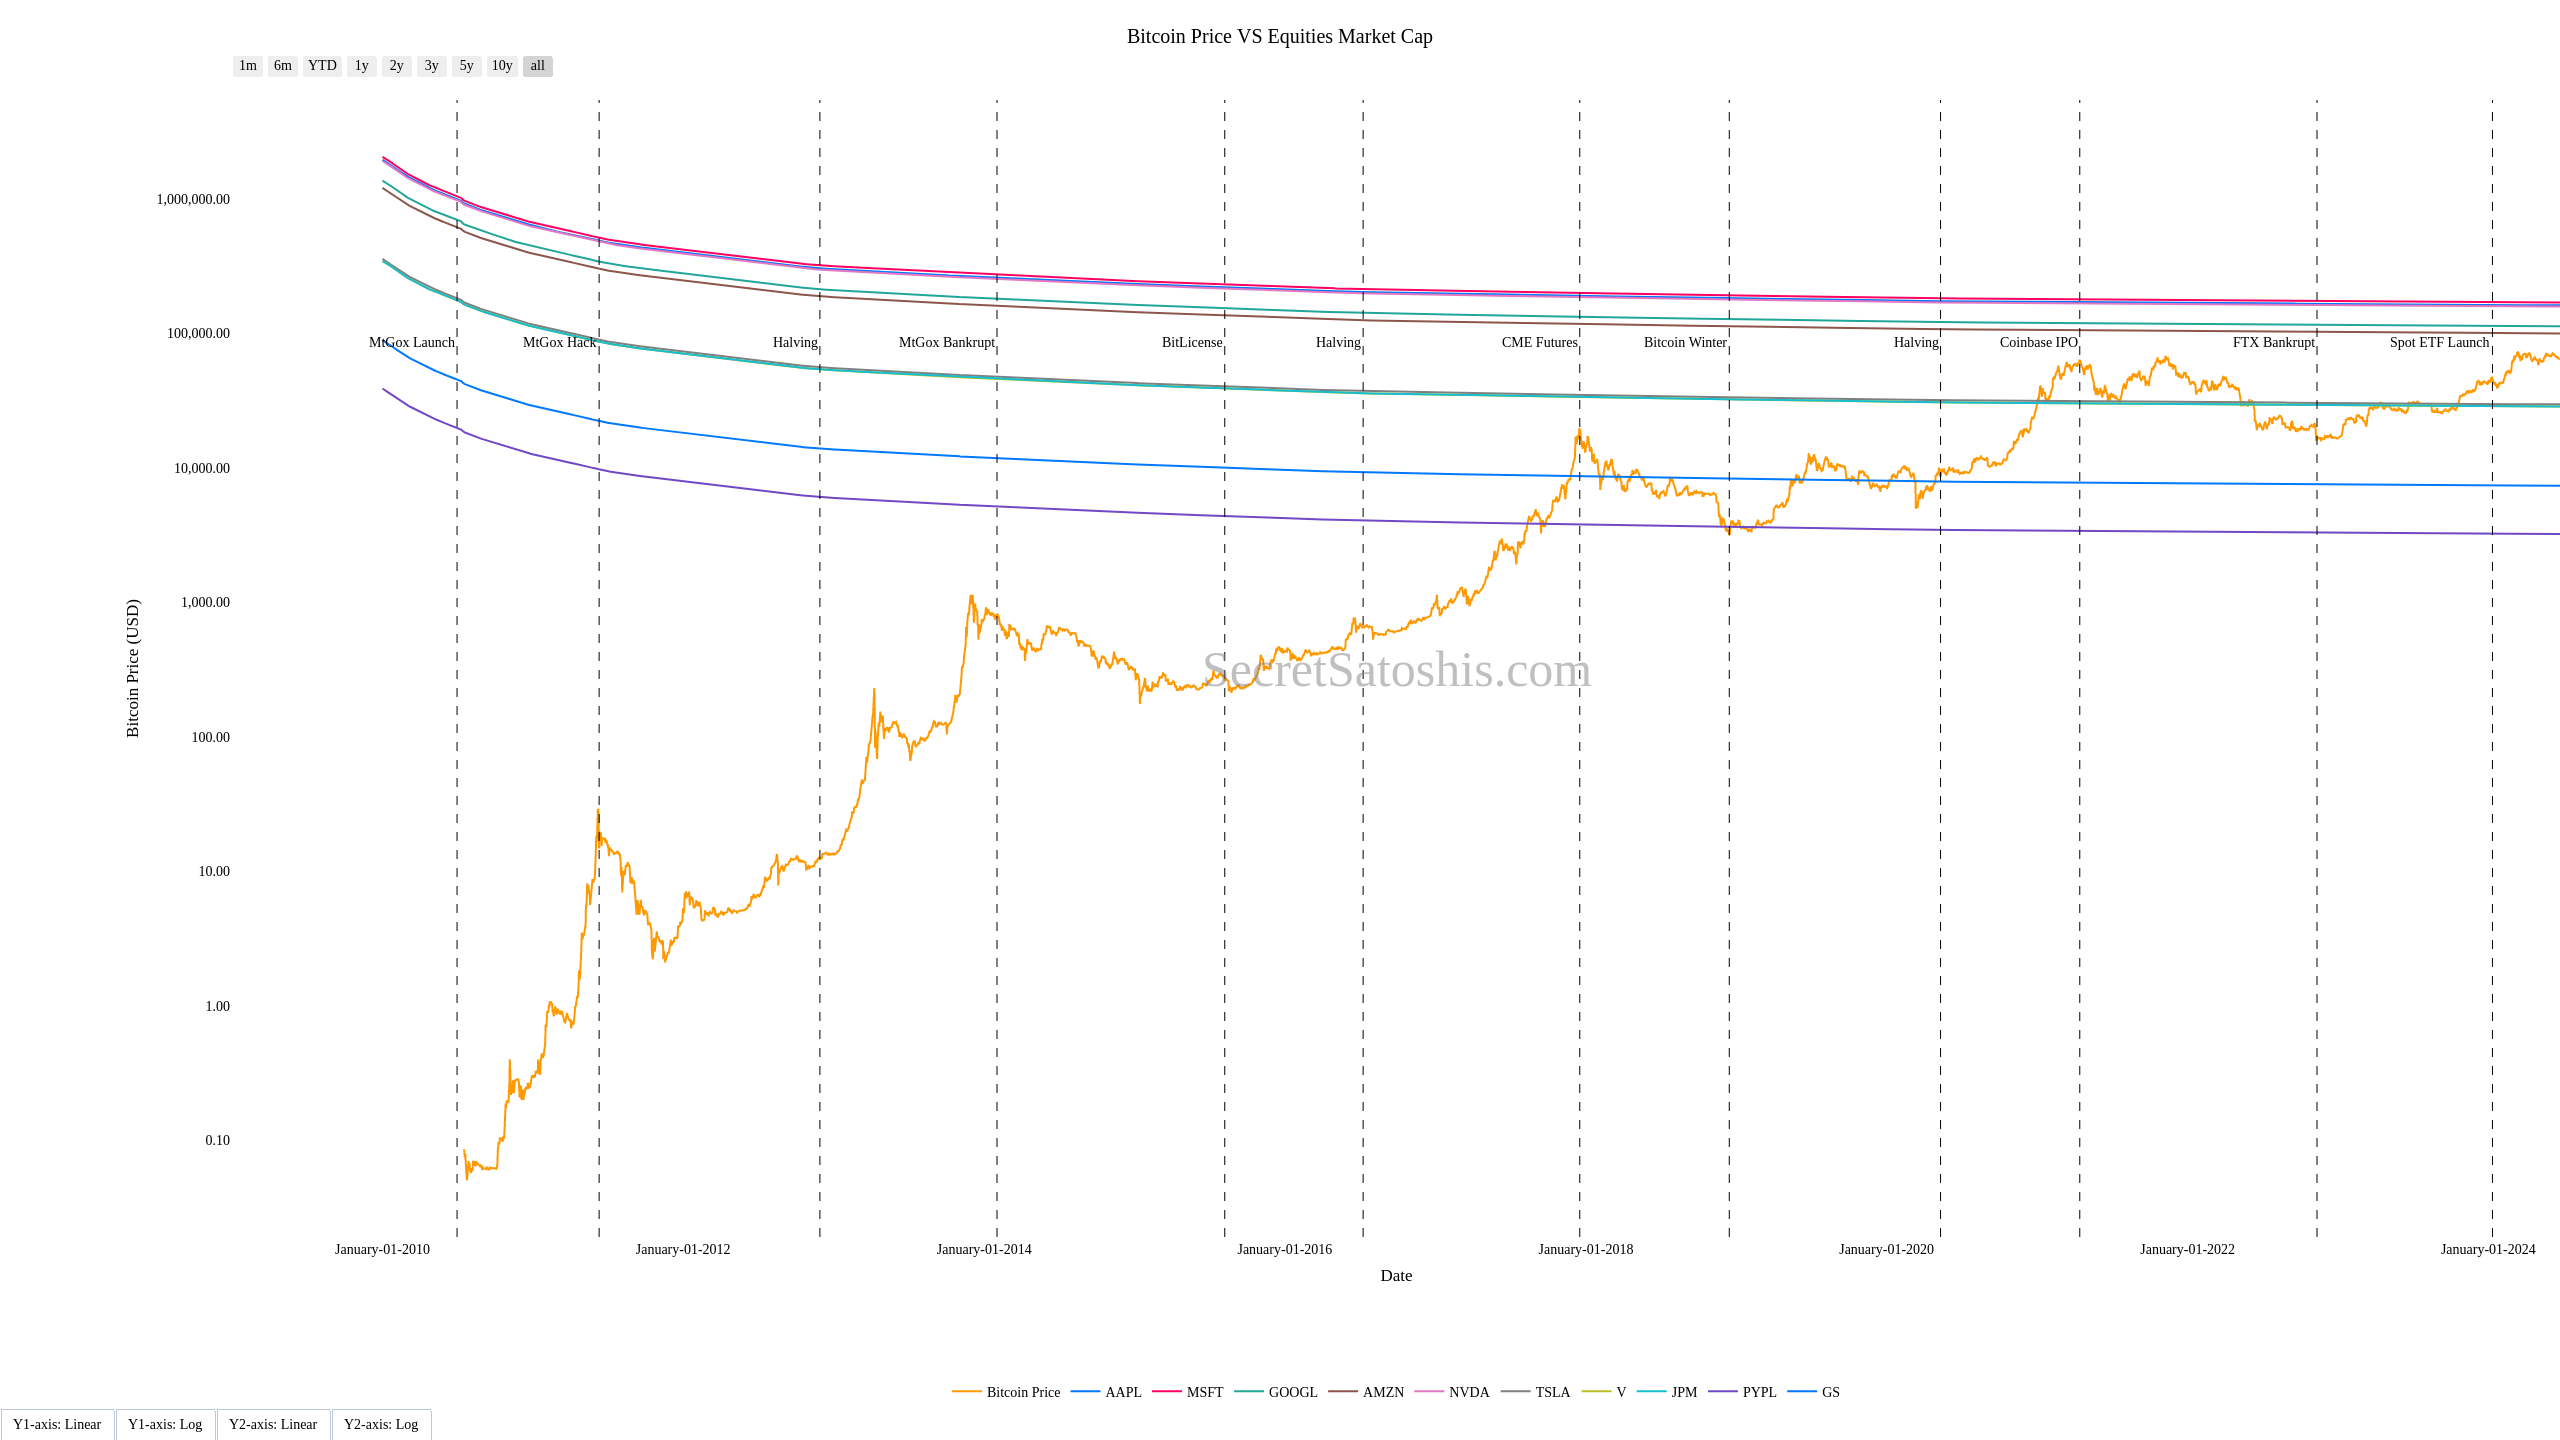 Bitcoin Price VS Equities Market Cap
1m 6m YTD 1y 2y 3y 5y 10y all
1,000,000.00
100,000.00
10,000.00
1,000.00
100.00
10.00
1.00
0.10
Bitcoin Price (USD)
MtGox Launch MtGox Hack Halving MtGox Bankrupt BitLicense Halving CME Futures Bitcoin Winter Halving Coinbase IPO FTX Bankrupt Spot ETF Launch
SecretSatoshis.com
January-01-2010 January-01-2012 January-01-2014 January-01-2016 January-01-2018 January-01-2020 January-01-2022 January-01-2024
Date
Bitcoin Price AAPL MSFT GOOGL AMZN NVDA TSLA V JPM PYPL GS
Y1-axis: Linear Y1-axis: Log Y2-axis: Linear Y2-axis: Log